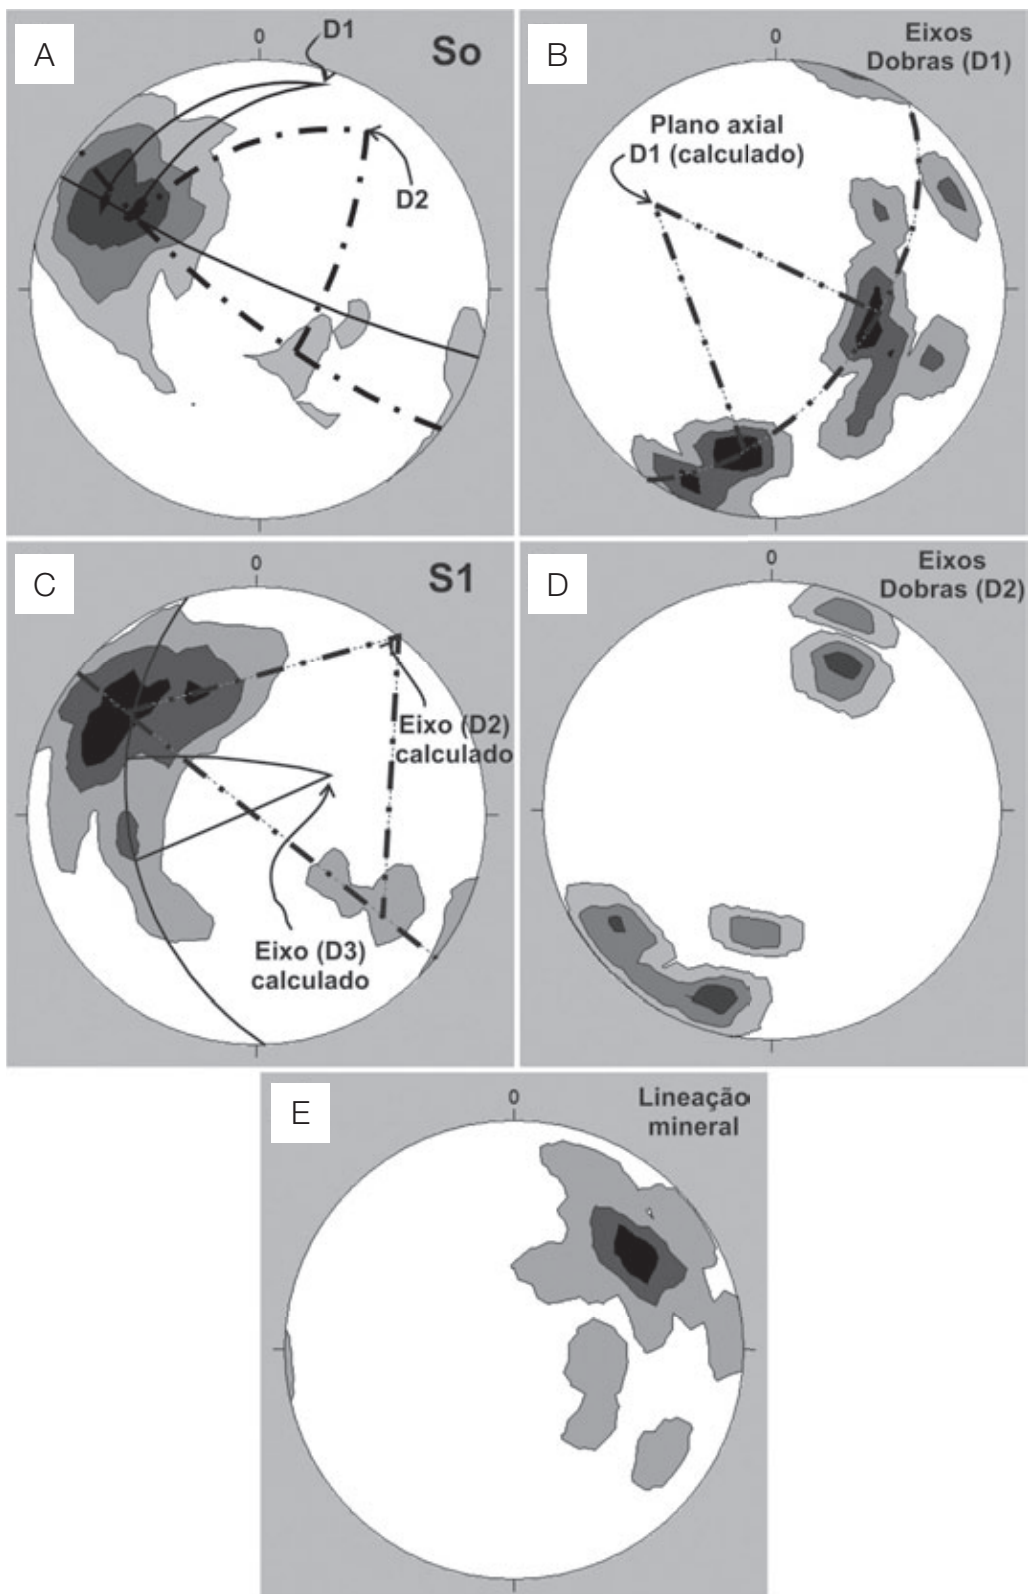 A
0
D1
So
D2
B
0
Eixos
Dobras (D1)
Plano axial
D1 (calculado)
C
0
S1
Eixo (D2)
calculado
Eixo (D3)
calculado
D
0
Eixos
Dobras (D2)
E
0
Lineação
mineral